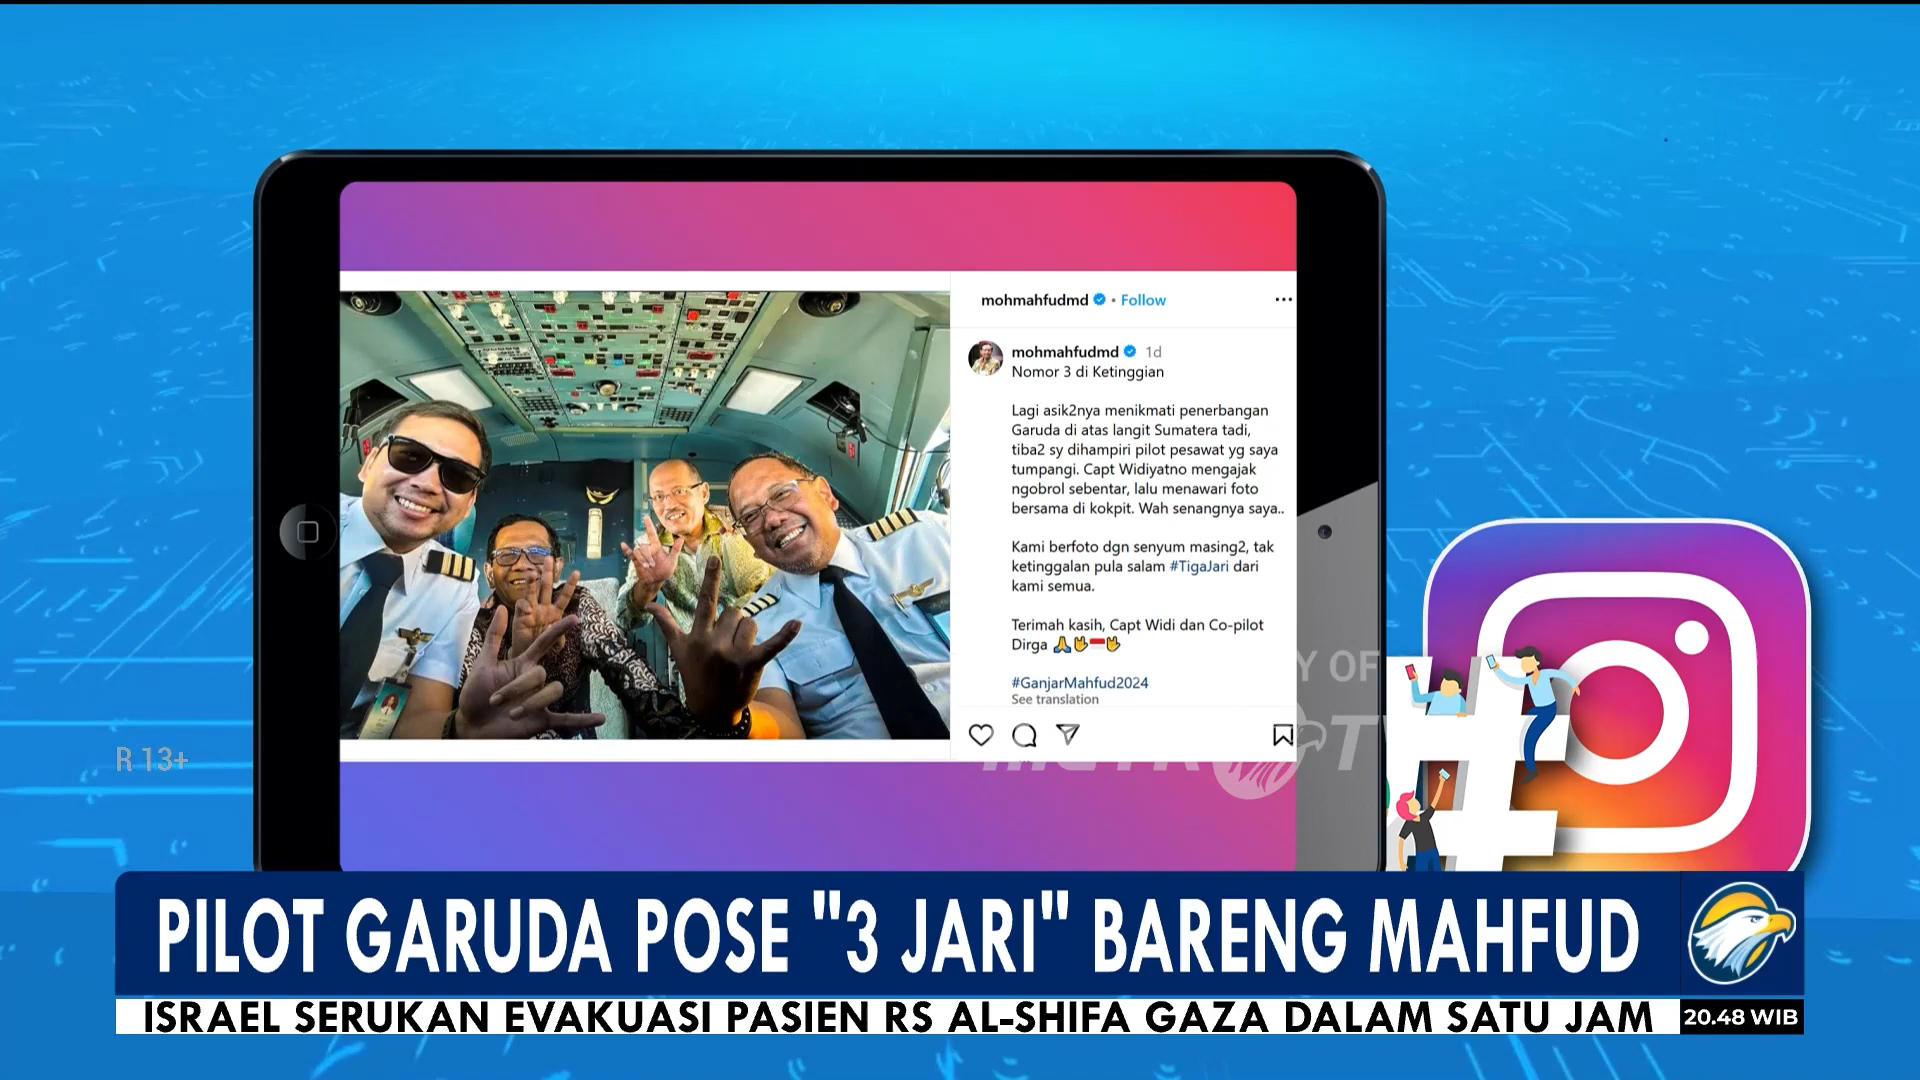 mohmahfudmd • Follow
mohmahfudmd 1d
Nomor 3 di Ketinggian
Lagi asik2nya menikmati penerbangan
Garuda di atas langit Sumatera tadi,
tiba2 sy dihampiri pilot pesawat yg saya
tumpangi. Capt Widiyatno mengajak
ngobrol sebentar, lalu menawari foto
bersama di kokpit. Wah senangnya saya..
Kami berfoto dgn senyum masing2, tak
ketinggalan pula salam #TigaJari dari
kami semua.
Terimah kasih, Capt Widi dan Co-pilot
Dirga 🙏🤟🇮🇩🤟
#GanjarMahfud2024
See translation
Y OF
R 13+
PILOT GARUDA POSE "3 JARI" BARENG MAHFUD
ISRAEL SERUKAN EVAKUASI PASIEN RS AL-SHIFA GAZA DALAM SATU JAM
20.48 WIB